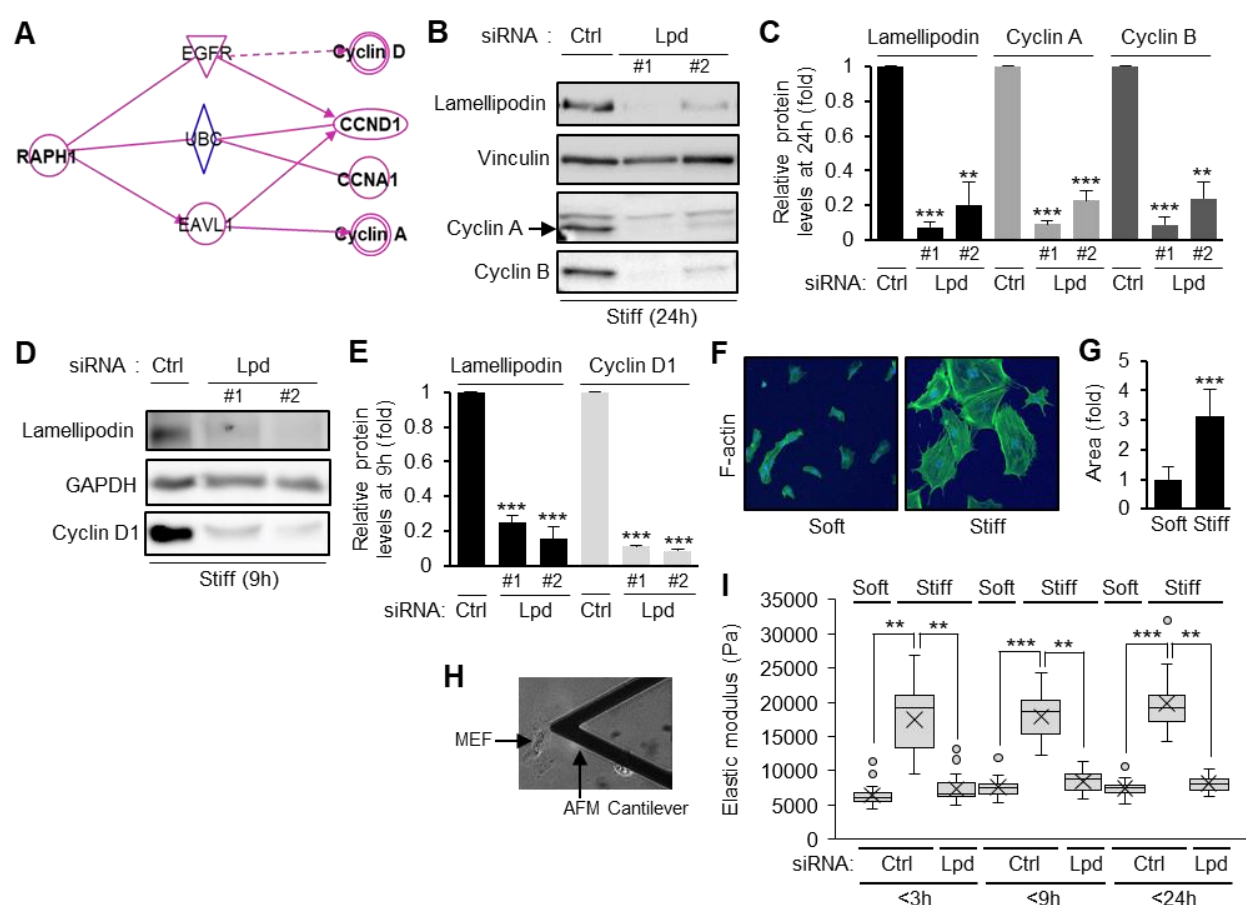 A
EGFR
Cyclin D
UBC
CCND1
RAPH1
CCNA1
EAVL1
Cyclin A
B
siRNA : Ctrl Lpd
#1 #2
Lamellipodin
Vinculin
Cyclin A
Cyclin B
Stiff (24h)
C
Lamellipodin Cyclin A Cyclin B
Relative protein
levels at 24h (fold)
1
0.8
0.6
0.4
0.2
0
*** ** *** *** *** **
#1 #2 #1 #2 #1 #2
siRNA: Ctrl Lpd Ctrl Lpd Ctrl Lpd
D
siRNA : Ctrl Lpd
#1 #2
Lamellipodin
GAPDH
Cyclin D1
Stiff (9h)
E
Lamellipodin Cyclin D1
Relative protein
levels at 9h (fold)
1
0.8
0.6
0.4
0.2
0
*** *** *** ***
#1 #2 #1 #2
siRNA: Ctrl Lpd Ctrl Lpd
F
F-actin
Soft Stiff
G
Area (fold)
5
4
3
2
1
0
***
Soft Stiff
H
MEF
AFM Cantilever
I
Soft Stiff Soft Stiff Soft Stiff
Elastic modulus (Pa)
35000
30000
25000
20000
15000
10000
5000
0
** ** *** ** *** **
siRNA: Ctrl Lpd Ctrl Lpd Ctrl Lpd
<3h <9h <24h